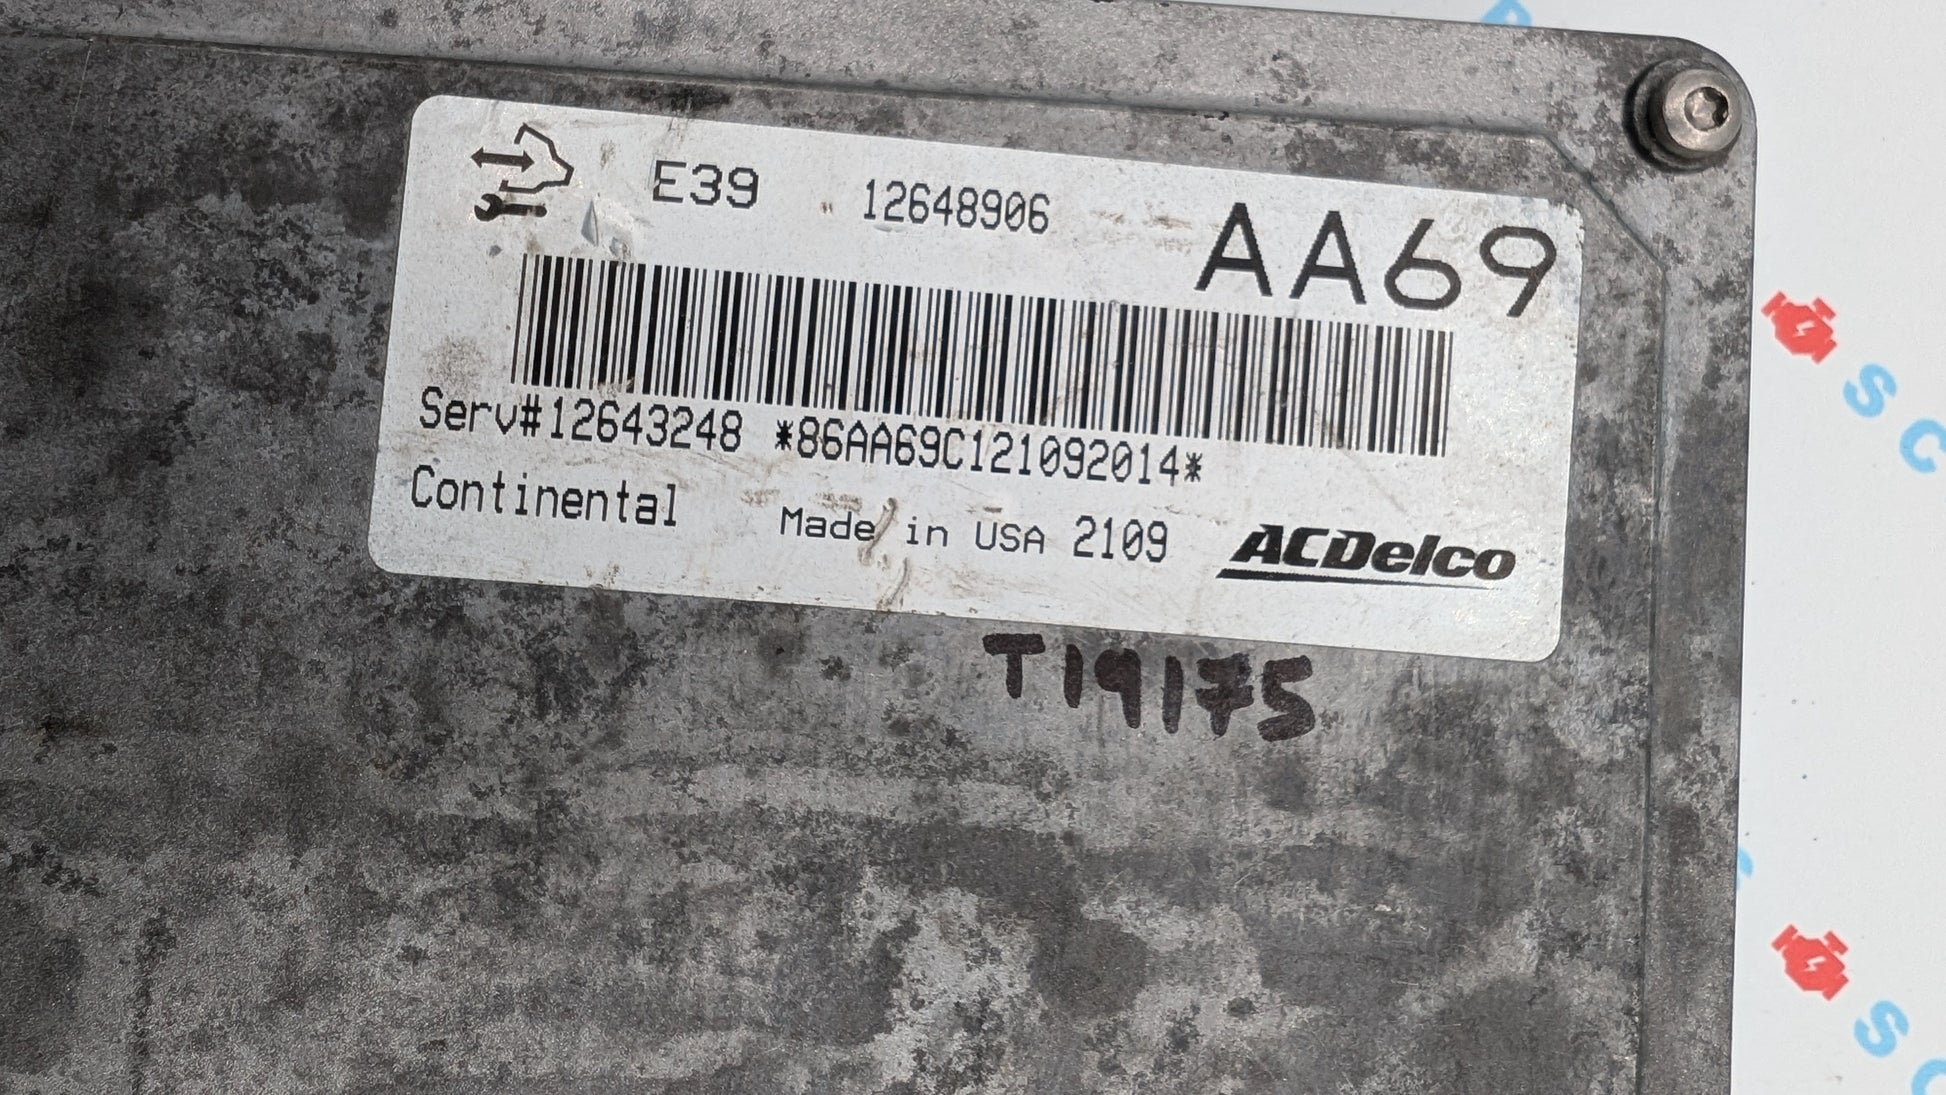 E39 12648906
AA69
Serv#12643248 *86AA69C121092014*
Continental Made in USA 2109 ACDelco
T19175
S
C
S
C